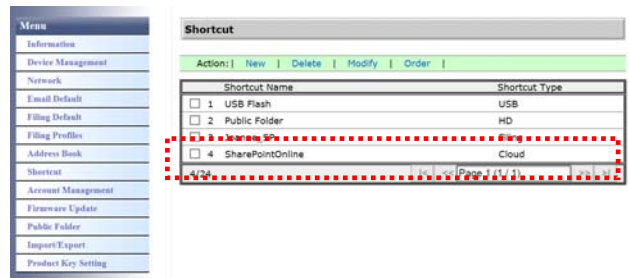 Menu
Information
Device Management
Network
Email Default
Filing Default
Filing Profiles
Address Book
Shortcut
Account Management
Firmware Update
Public Folder
Import/Export
Product Key Setting
Shortcut
Action: | New | Delete | Modify | Order |
Shortcut Name Shortcut Type
1 USB Flash USB
2 Public Folder HD
3 Joanne_SP Filing
4 SharePointOnline Cloud
4/24 |< << Page 1 (1 / 1) >> >|